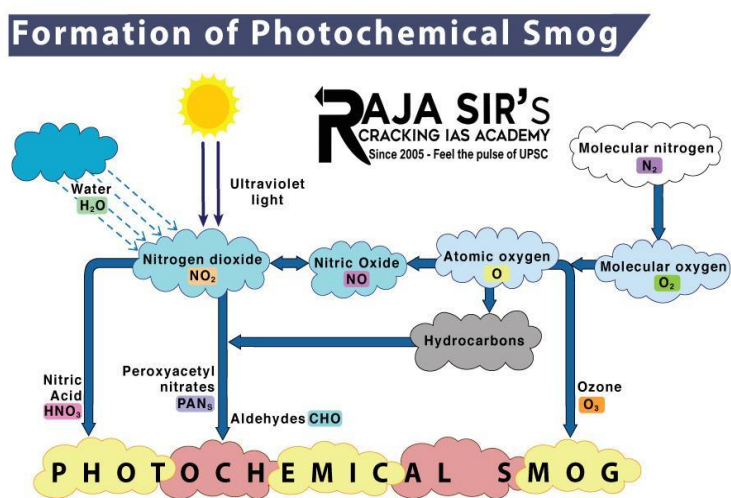 Formation of Photochemical Smog
RAJA SIR's
CRACKING IAS ACADEMY
Since 2005 - Feel the pulse of UPSC
Molecular nitrogen
N₂
Water
H₂O
Ultraviolet
light
Nitrogen dioxide
NO₂
Nitric Oxide
NO
Atomic oxygen
O
Molecular oxygen
O₂
Hydrocarbons
Nitric
Acid
HNO₃
Peroxyacetyl
nitrates
PANₛ
Aldehydes CHO
Ozone
O₃
PHOTOCHEMICAL SMOG